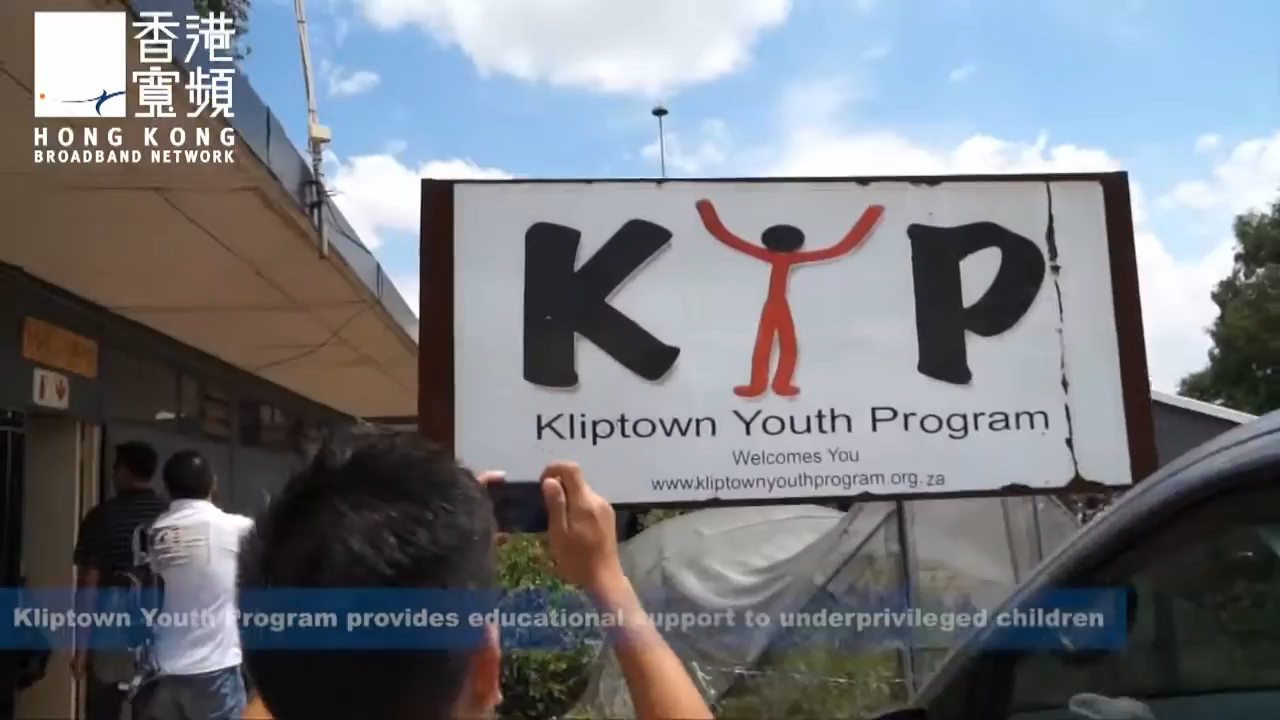 香港
寬頻
HONG KONG
BROADBAND NETWORK
KYP
Kliptown Youth Program
Welcomes You
www.kliptownyouthprogram.org.za
Kliptown Youth Program provides educational support to underprivileged children